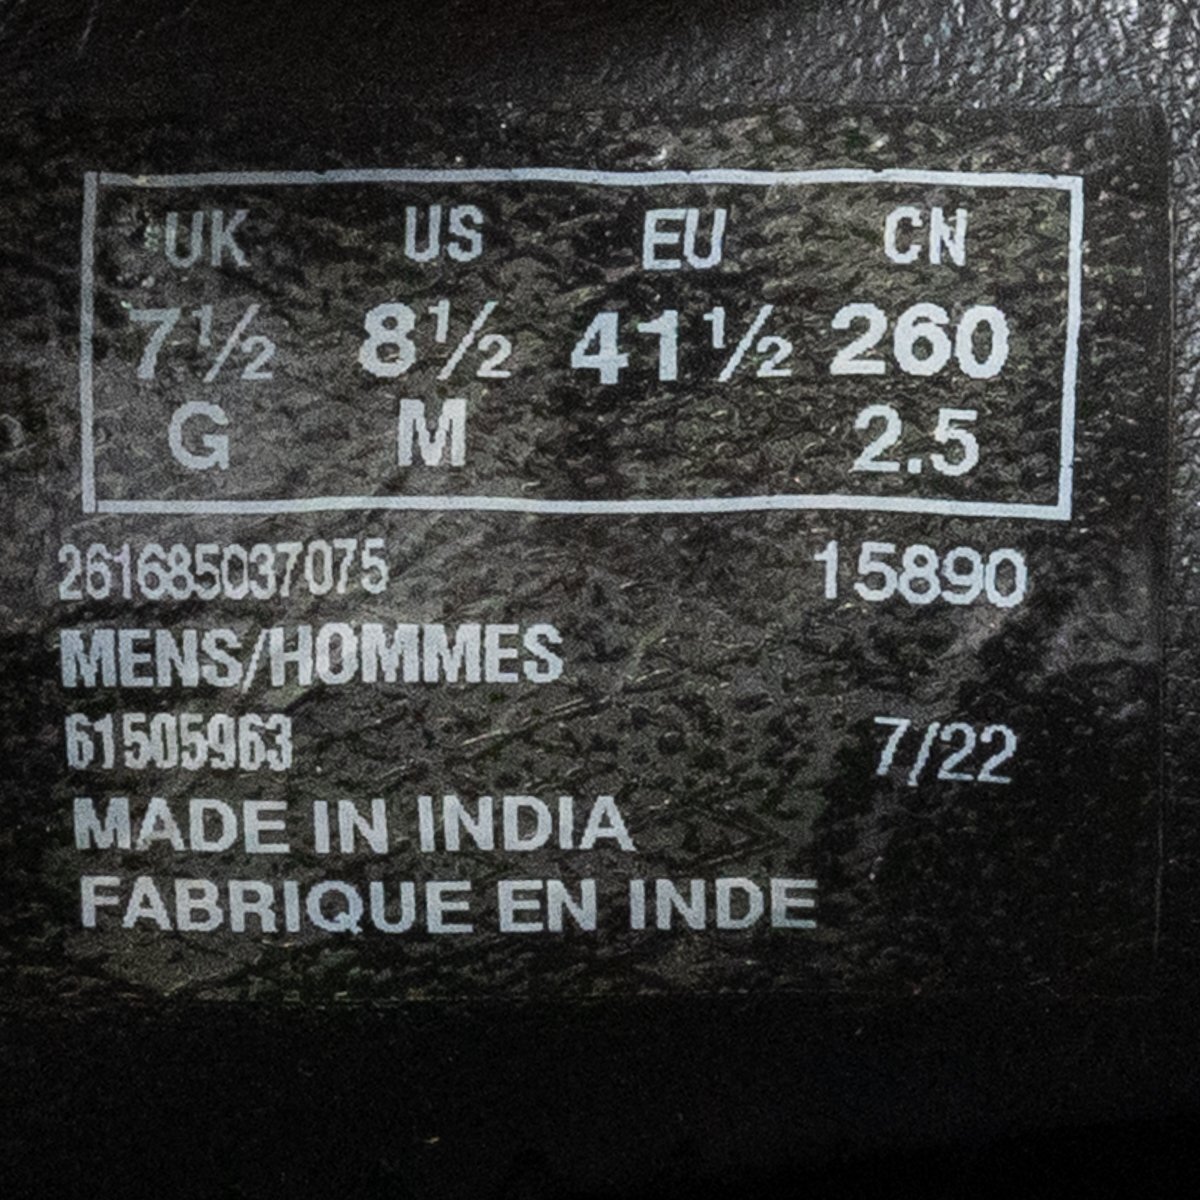 UK US EU CN
7½ 8½ 41½ 260
G M 2.5
261685037075 15890
MENS/HOMMES
61505963 7/22
MADE IN INDIA
FABRIQUE EN INDE